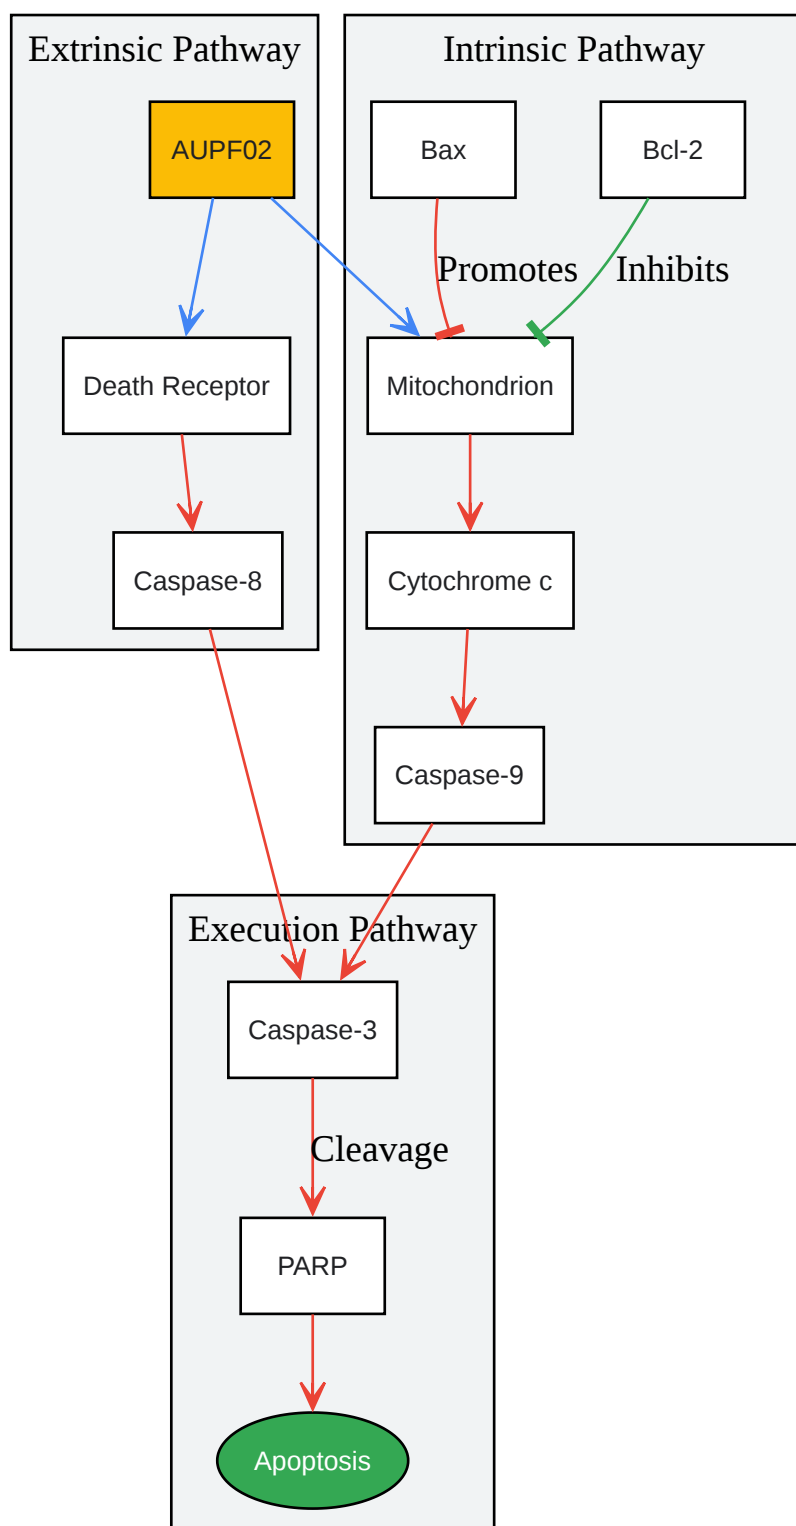 Extrinsic Pathway
Intrinsic Pathway
AUPF02
Bax
Bcl-2
Promotes
Inhibits
Death Receptor
Mitochondrion
Caspase-8
Cytochrome c
Caspase-9
Execution Pathway
Caspase-3
Cleavage
PARP
Apoptosis